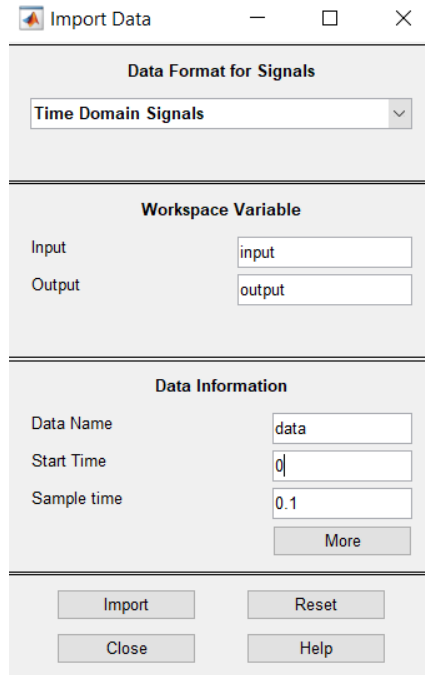 Import Data
Data Format for Signals
Time Domain Signals
Workspace Variable
Input input
Output output
Data Information
Data Name data
Start Time 0
Sample time 0.1
More
Import Reset
Close Help